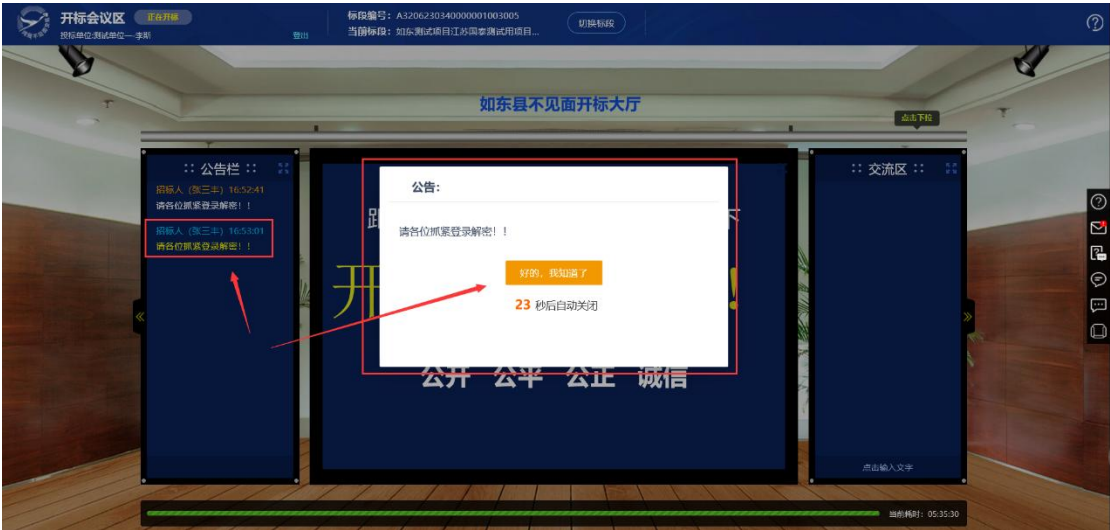 开标会议区 正在开标
投标单位:测试单位——李斯 登出
标段编号: A3206230340000001003005
当前标段: 如东测试项目江苏国泰测试用项目...
切换标段
如东县不见面开标大厅
点击下拉
:: 公告栏 ::
招标人 (张三丰) 16:52:41
请各位抓紧登录解密!!
招标人 (张三丰) 16:53:01
请各位抓紧登录解密!!
公告:
请各位抓紧登录解密!!
好的, 我知道了
23 秒后自动关闭
距
下
开
!
公开 公平 公正 诚信
:: 交流区 ::
点击输入文字
当前耗时: 05:35:30